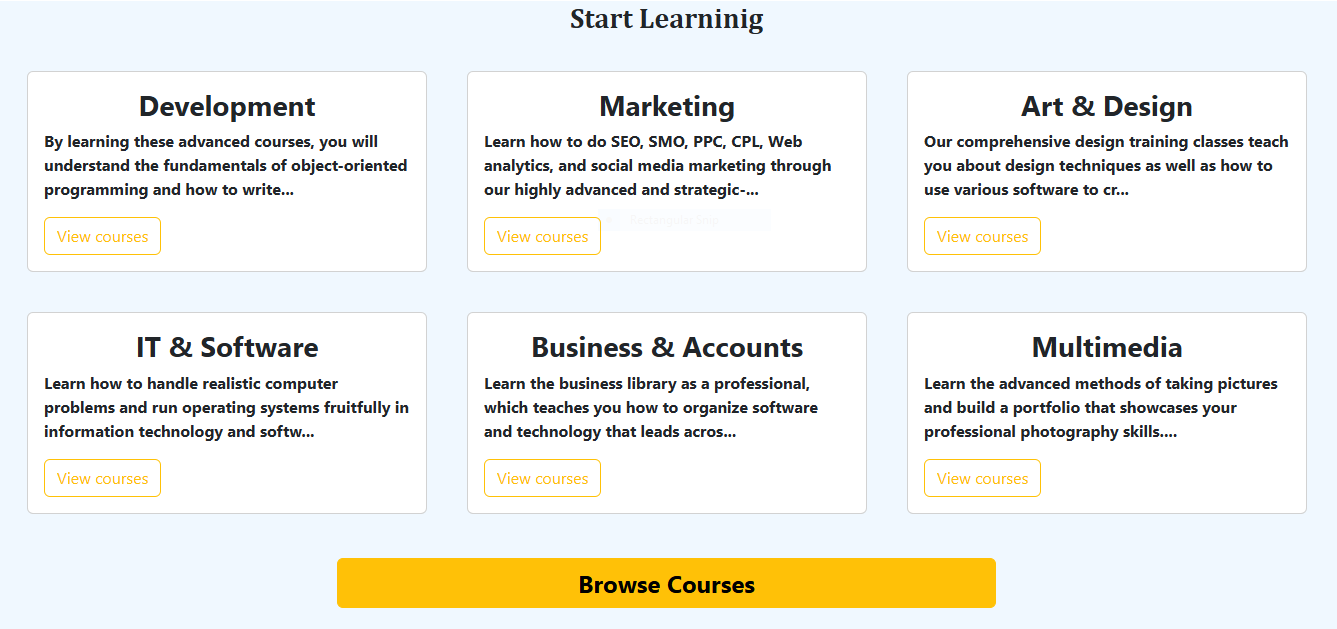 Start Learninig
Development
By learning these advanced courses, you will
understand the fundamentals of object-oriented
programming and how to write...
View courses
Marketing
Learn how to do SEO, SMO, PPC, CPL, Web
analytics, and social media marketing through
our highly advanced and strategic-...
Rectangular Snip
View courses
Art & Design
Our comprehensive design training classes teach
you about design techniques as well as how to
use various software to cr...
View courses
IT & Software
Learn how to handle realistic computer
problems and run operating systems fruitfully in
information technology and softw...
View courses
Business & Accounts
Learn the business library as a professional,
which teaches you how to organize software
and technology that leads acros...
View courses
Multimedia
Learn the advanced methods of taking pictures
and build a portfolio that showcases your
professional photography skills....
View courses
Browse Courses